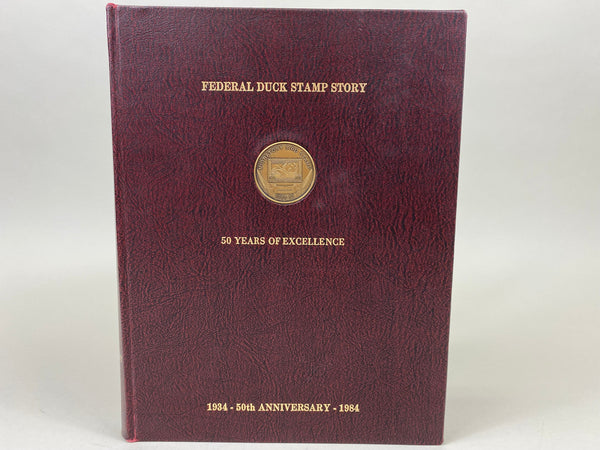 FEDERAL DUCK STAMP STORY
50 YEARS OF EXCELLENCE
1934 - 50th ANNIVERSARY - 1984